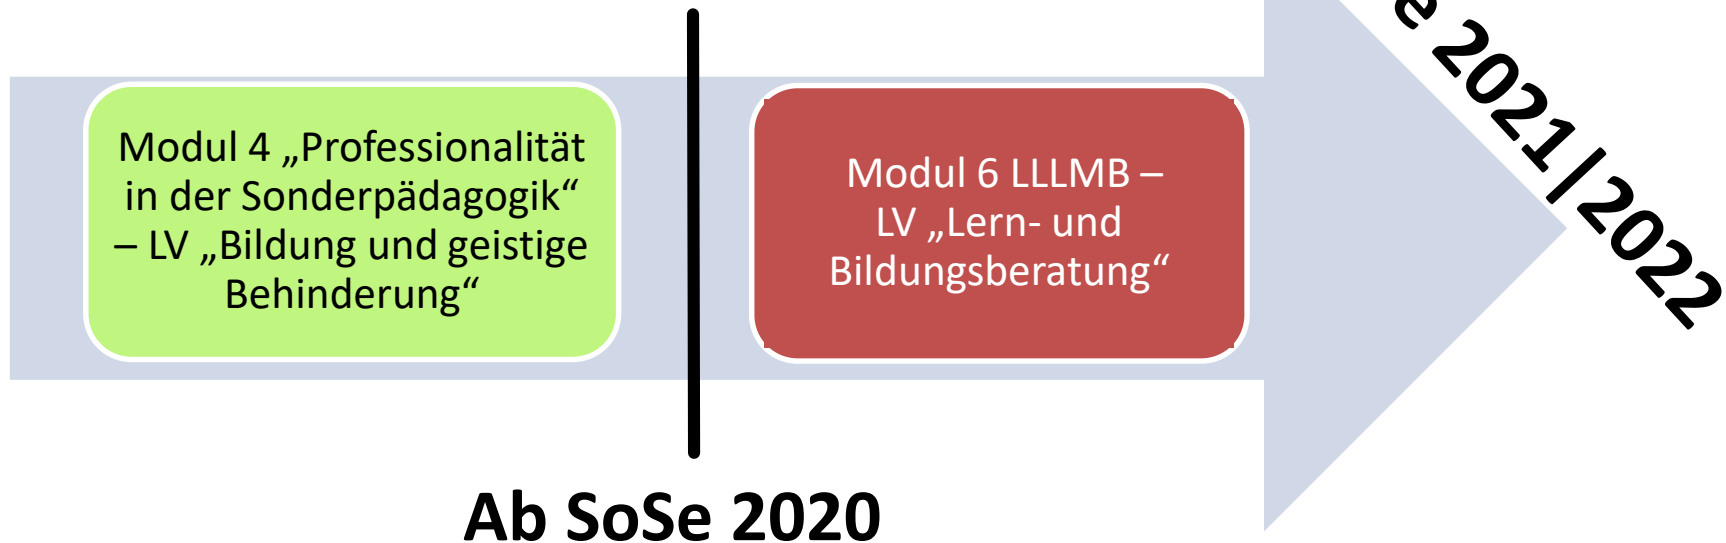 Modul 4 „Professionalität
in der Sonderpädagogik“
– LV „Bildung und geistige
Behinderung“
Modul 6 LLLMB –
LV „Lern- und
Bildungsberatung“
2021|2022
Ab SoSe 2020